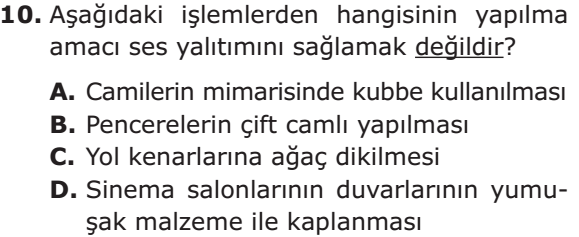 10. Aşağıdaki işlemlerden hangisinin yapılma
amacı ses yalıtımını sağlamak değildir?
A. Camilerin mimarisinde kubbe kullanılması
B. Pencerelerin çift camlı yapılması
C. Yol kenarlarına ağaç dikilmesi
D. Sinema salonlarının duvarlarının yumu-
şak malzeme ile kaplanması